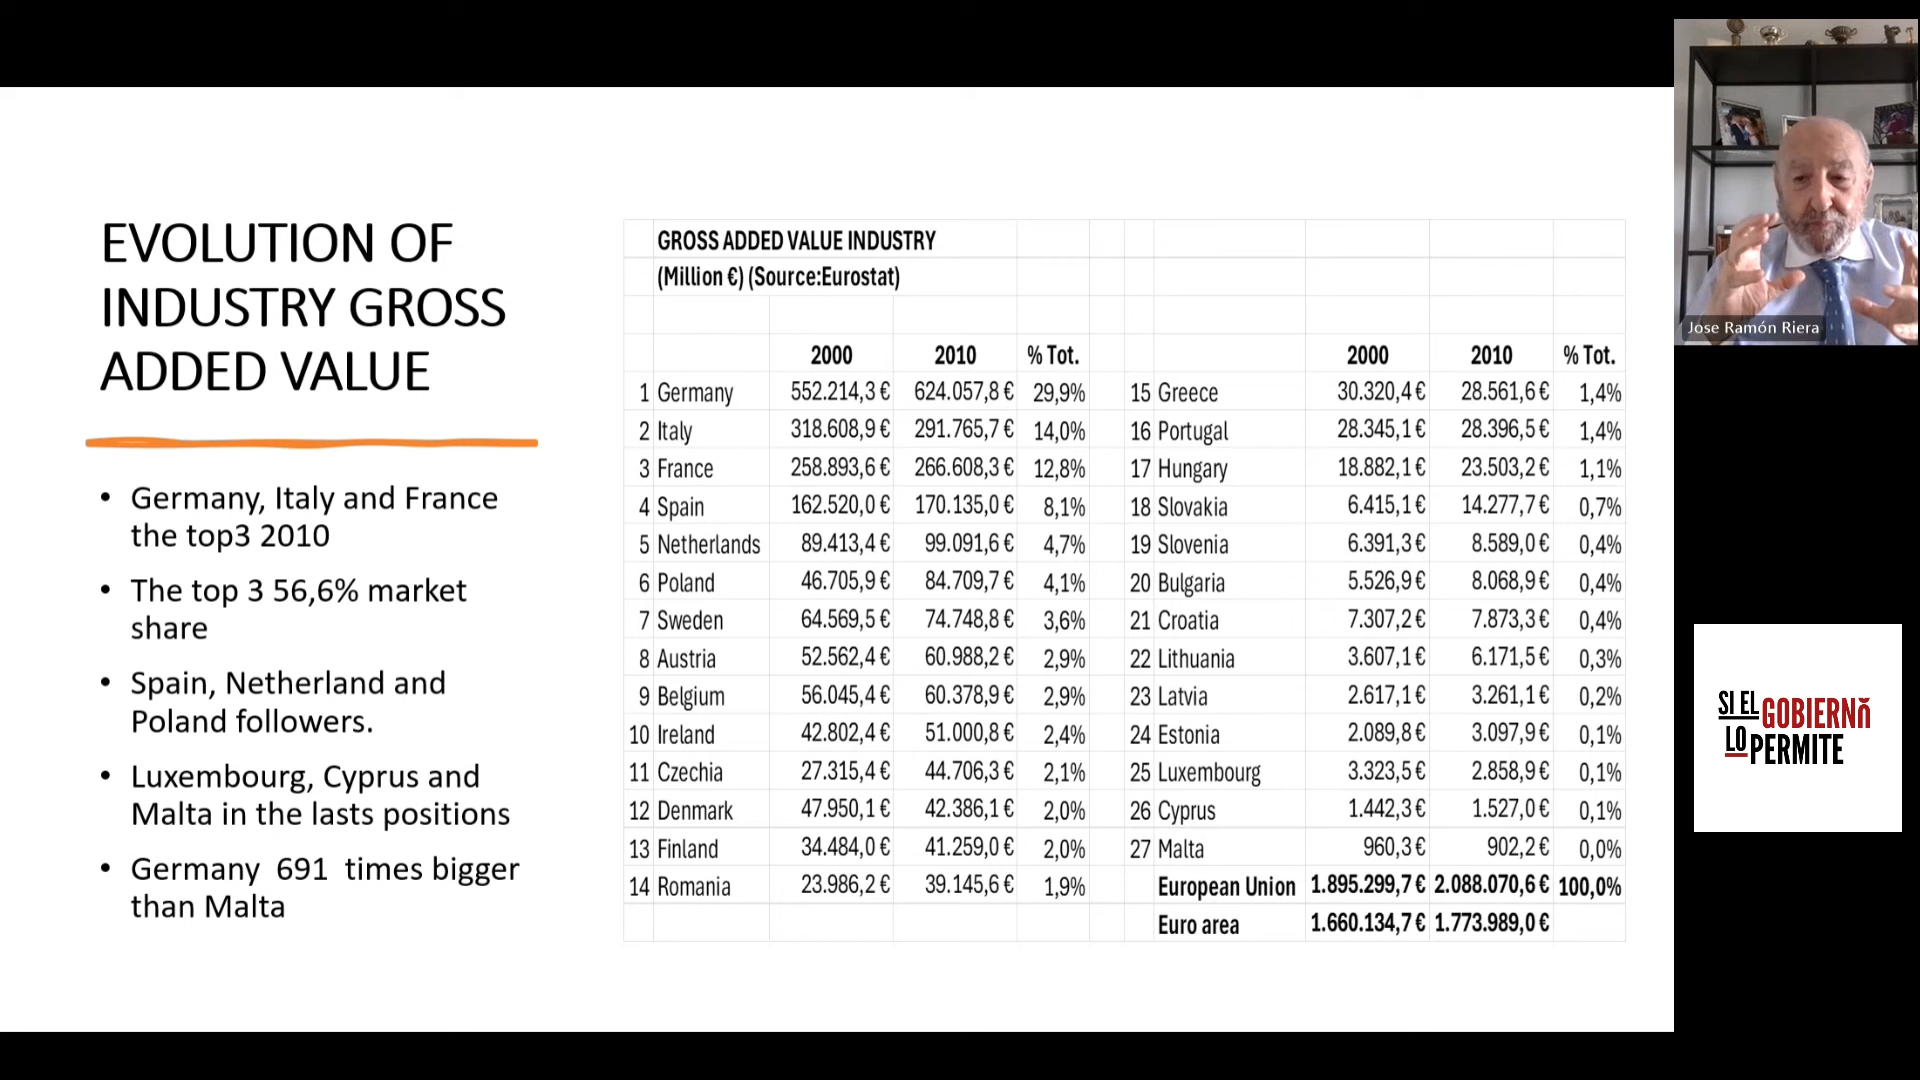 EVOLUTION OF
INDUSTRY GROSS
ADDED VALUE
• Germany, Italy and France
the top3 2010
• The top 3 56,6% market
share
• Spain, Netherland and
Poland followers.
• Luxembourg, Cyprus and
Malta in the lasts positions
• Germany 691 times bigger
than Malta
GROSS ADDED VALUE INDUSTRY
(Million €) (Source:Eurostat)
2000 2010 % Tot.
1 Germany 552.214,3 € 624.057,8 € 29,9%
2 Italy 318.608,9 € 291.765,7 € 14,0%
3 France 258.893,6 € 266.608,3 € 12,8%
4 Spain 162.520,0 € 170.135,0 € 8,1%
5 Netherlands 89.413,4 € 99.091,6 € 4,7%
6 Poland 46.705,9 € 84.709,7 € 4,1%
7 Sweden 64.569,5 € 74.748,8 € 3,6%
8 Austria 52.562,4 € 60.988,2 € 2,9%
9 Belgium 56.045,4 € 60.378,9 € 2,9%
10 Ireland 42.802,4 € 51.000,8 € 2,4%
11 Czechia 27.315,4 € 44.706,3 € 2,1%
12 Denmark 47.950,1 € 42.386,1 € 2,0%
13 Finland 34.484,0 € 41.259,0 € 2,0%
14 Romania 23.986,2 € 39.145,6 € 1,9%
2000 2010 % Tot.
15 Greece 30.320,4 € 28.561,6 € 1,4%
16 Portugal 28.345,1 € 28.396,5 € 1,4%
17 Hungary 18.882,1 € 23.503,2 € 1,1%
18 Slovakia 6.415,1 € 14.277,7 € 0,7%
19 Slovenia 6.391,3 € 8.589,0 € 0,4%
20 Bulgaria 5.526,9 € 8.068,9 € 0,4%
21 Croatia 7.307,2 € 7.873,3 € 0,4%
22 Lithuania 3.607,1 € 6.171,5 € 0,3%
23 Latvia 2.617,1 € 3.261,1 € 0,2%
24 Estonia 2.089,8 € 3.097,9 € 0,1%
25 Luxembourg 3.323,5 € 2.858,9 € 0,1%
26 Cyprus 1.442,3 € 1.527,0 € 0,1%
27 Malta 960,3 € 902,2 € 0,0%
European Union 1.895.299,7 € 2.088.070,6 € 100,0%
Euro area 1.660.134,7 € 1.773.989,0 €
Jose Ramón Riera
SI EL GOBIERNO
LO PERMITE